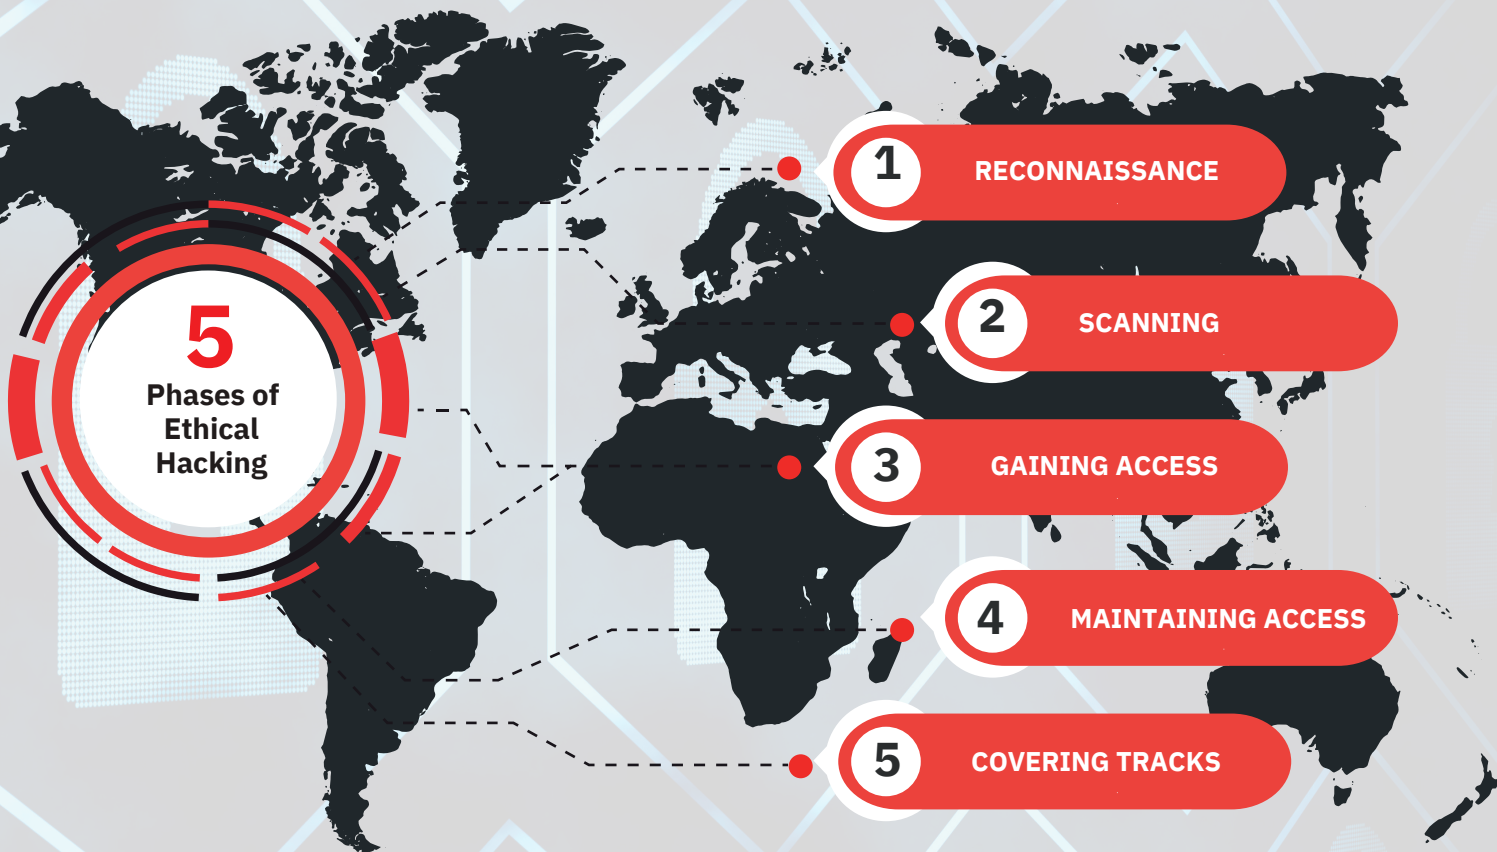 5
Phases of
Ethical
Hacking
1 RECONNAISSANCE
2 SCANNING
3 GAINING ACCESS
4 MAINTAINING ACCESS
5 COVERING TRACKS